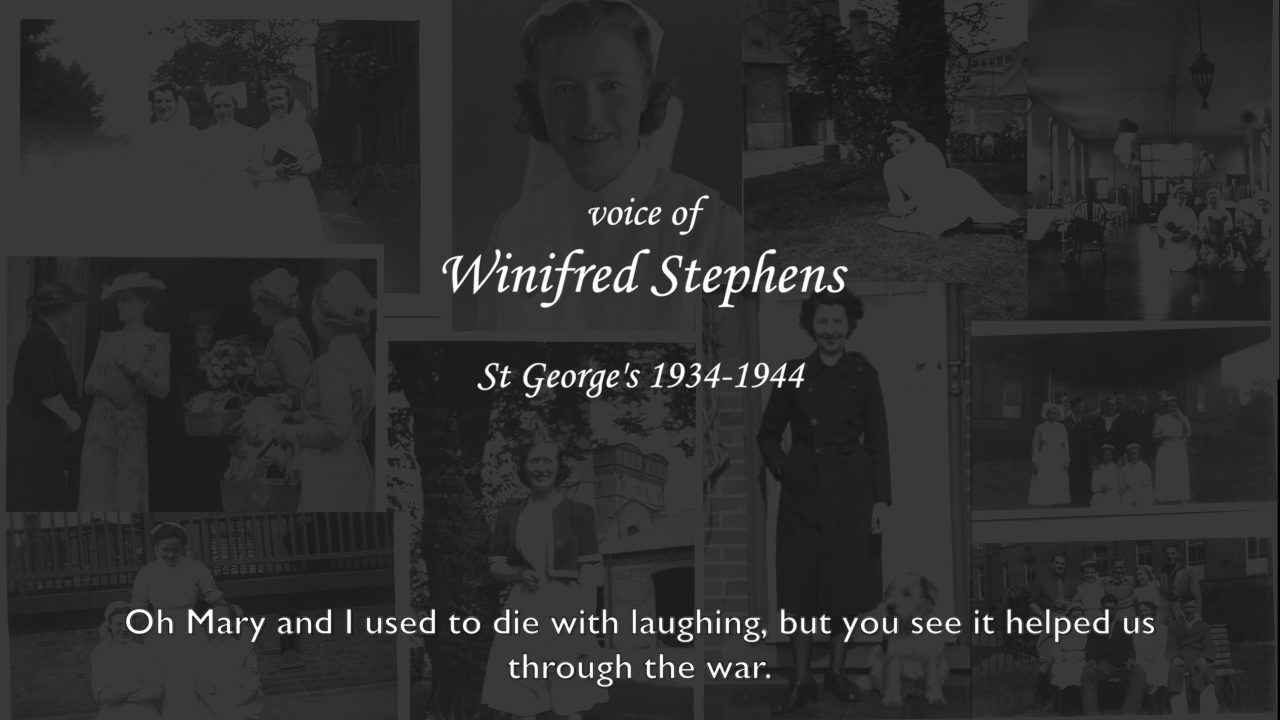 voice of
Winifred Stephens
St George's 1934-1944
Oh Mary and I used to die with laughing, but you see it helped us
through the war.